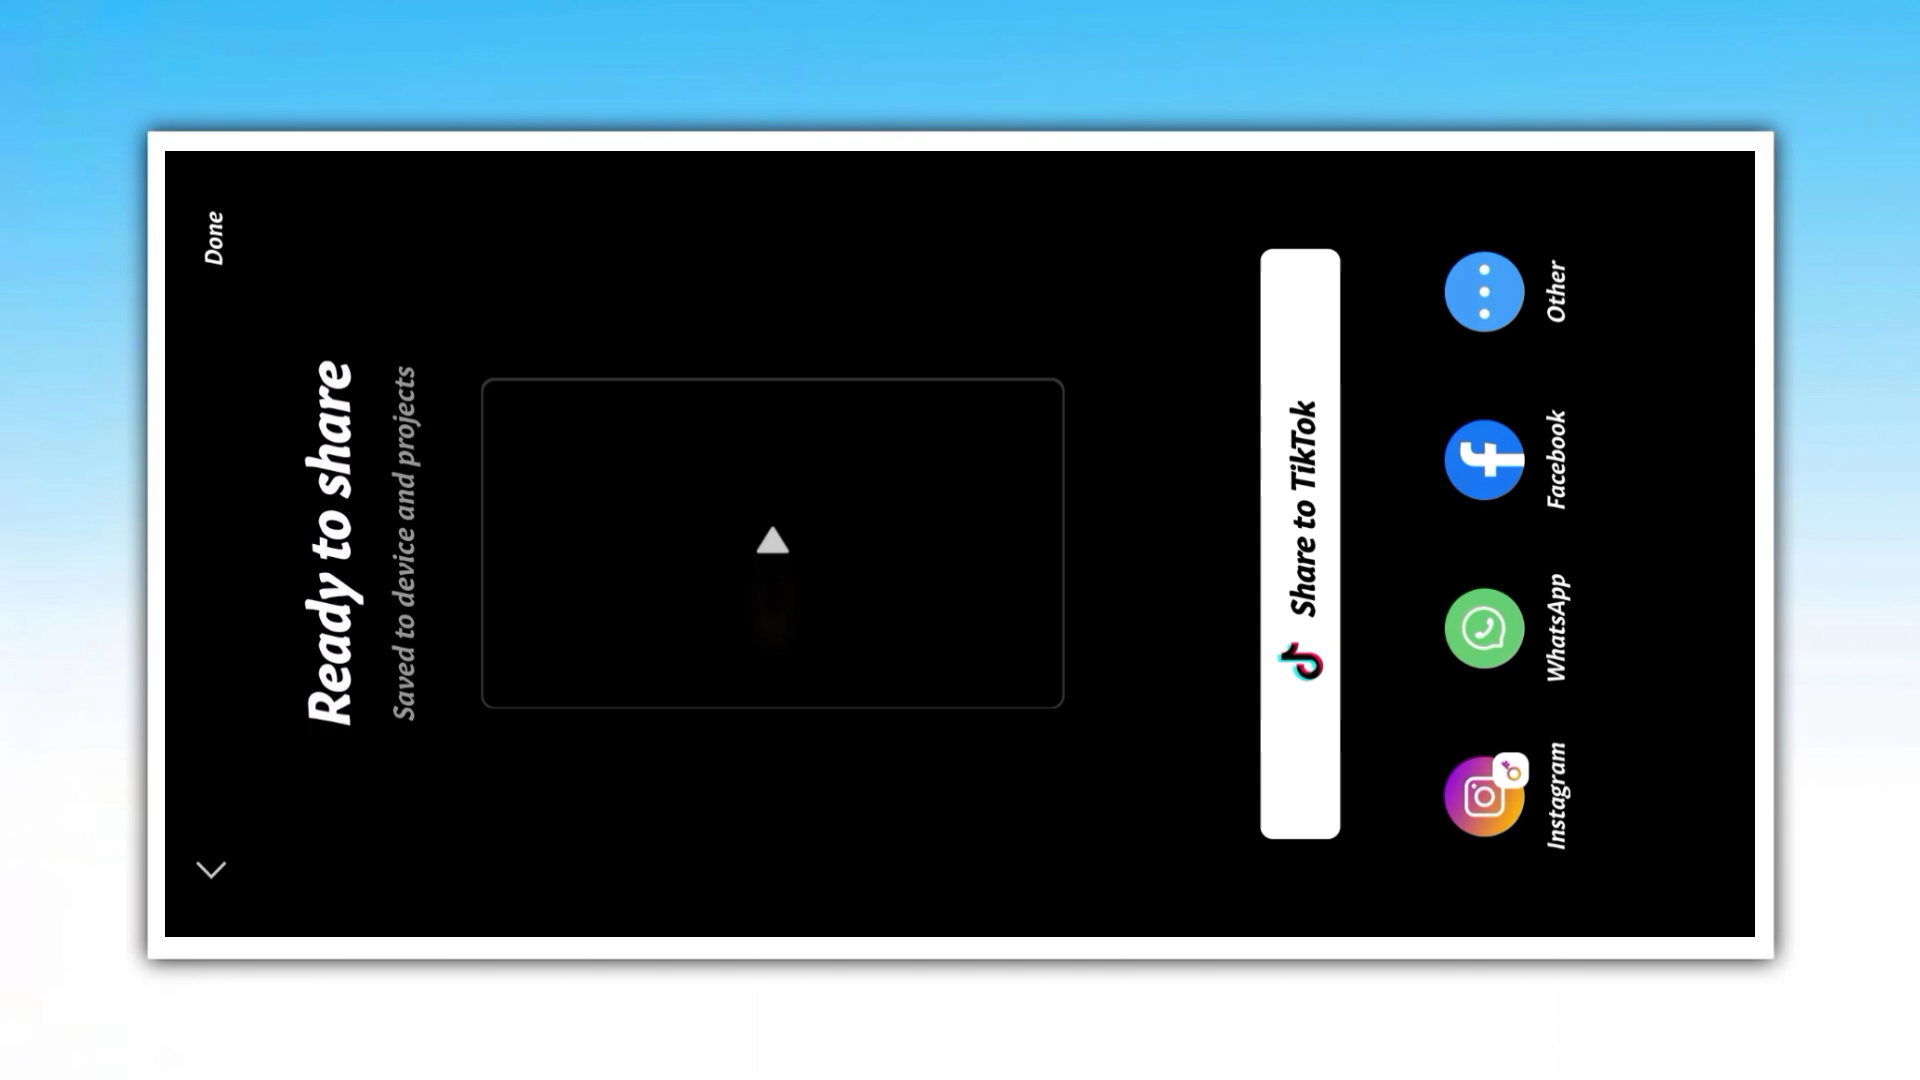 Done
Ready to share
Saved to device and projects
Share to TikTok
Instagram
WhatsApp
Facebook
Other